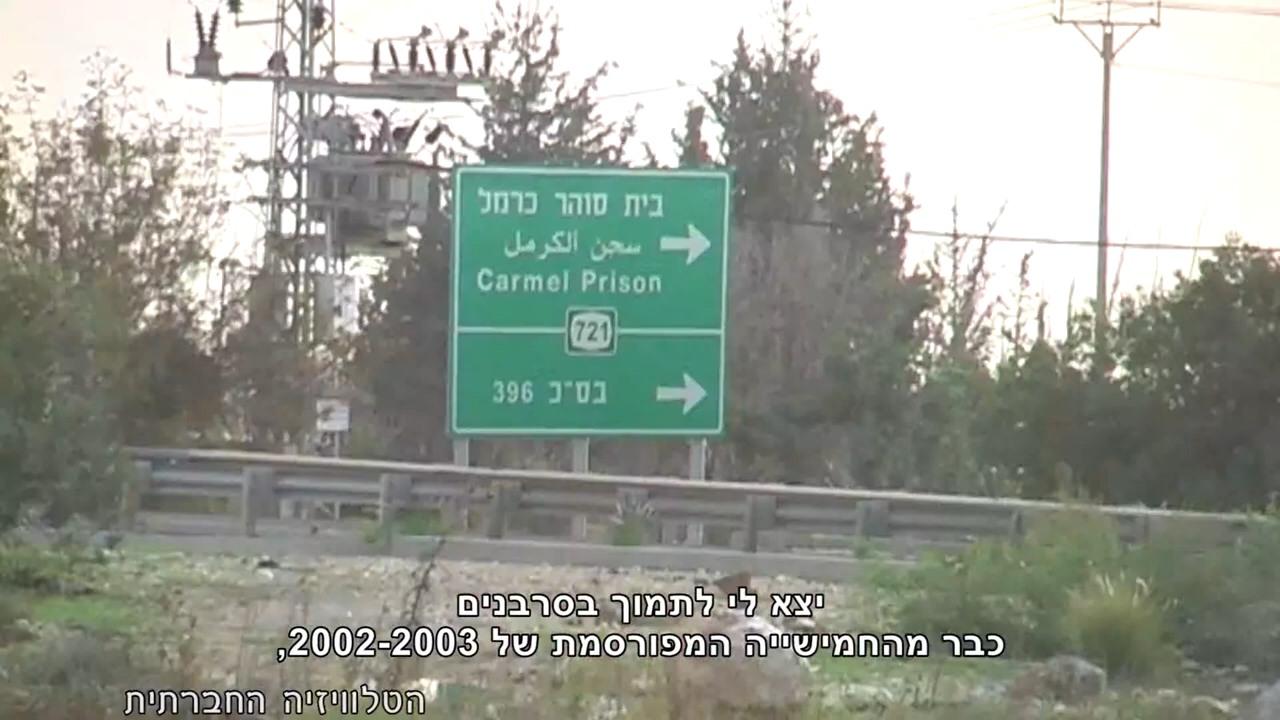 בית סוהר כרמל
سجن الكرمل
Carmel Prison
721
בס"כ 396
יצא לי לתמוך בסרבנים
כבר מהחמישייה המפורסמת של 2002-2003,
הטלוויזיה החברתית